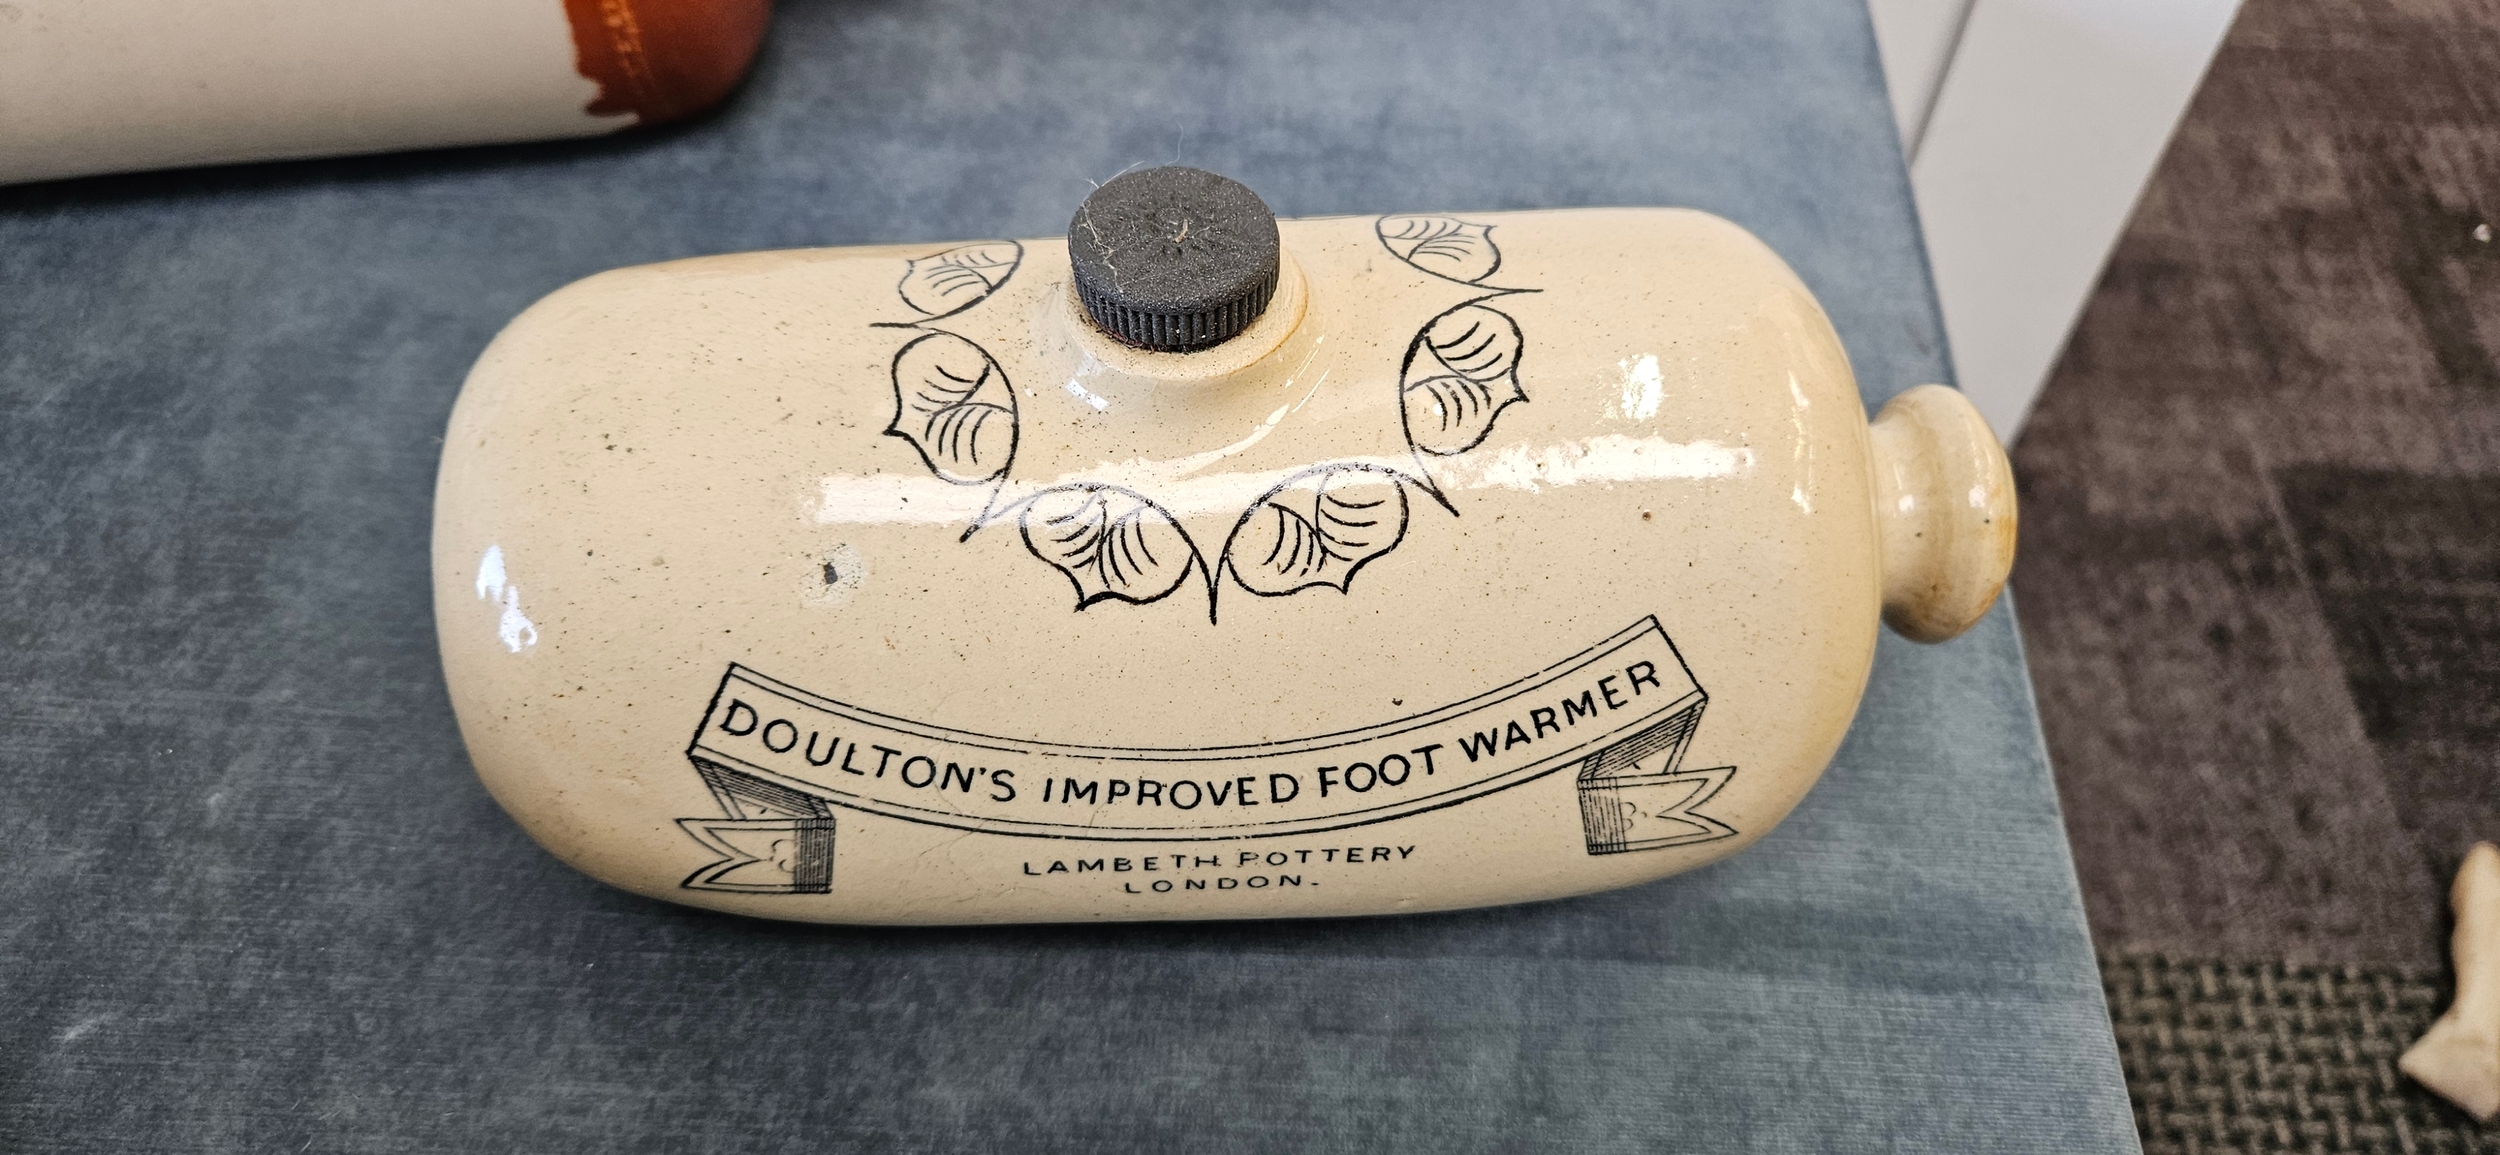 DOULTON'S IMPROVED FOOT WARMER
LAMBETH POTTERY
LONDON.